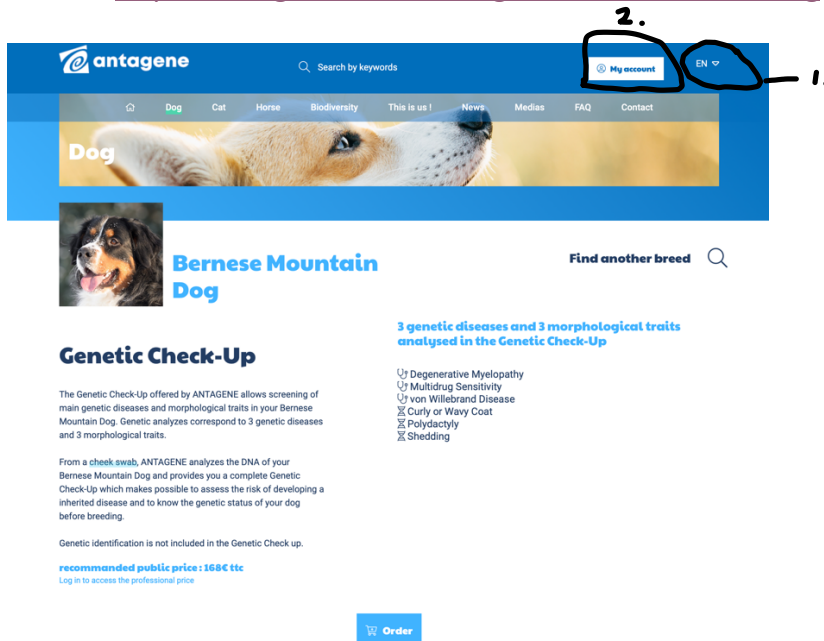 2.
antagene
Search by keywords
My account
EN
1.
Dog
Cat
Horse
Biodiversity
This is us !
News
Medias
FAQ
Contact
Dog
Bernese Mountain
Dog
Find another breed
Genetic Check-Up
The Genetic Check-Up offered by ANTAGENE allows screening of
main genetic diseases and morphological traits in your Bernese
Mountain Dog. Genetic analyzes correspond to 3 genetic diseases
and 3 morphological traits.
From a cheek swab, ANTAGENE analyzes the DNA of your
Bernese Mountain Dog and provides you a complete Genetic
Check-Up which makes possible to assess the risk of developing a
inherited disease and to know the genetic status of your dog
before breeding.
Genetic identification is not included in the Genetic Check up.
recommanded public price : 168€ ttc
Log in to access the professional price
3 genetic diseases and 3 morphological traits
analysed in the Genetic Check-Up
Degenerative Myelopathy
Multidrug Sensitivity
von Willebrand Disease
Curly or Wavy Coat
Polydactyly
Shedding
Order